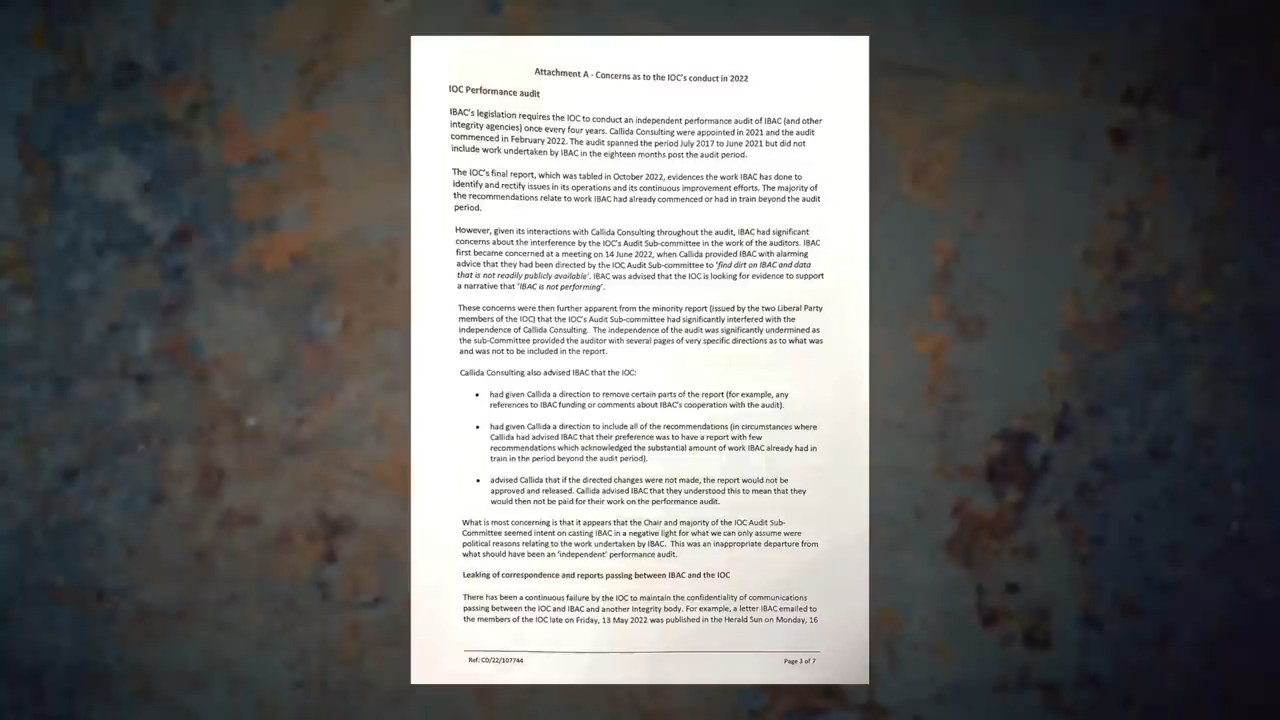 Attachment A - Concerns as to the IOC's conduct in 2022
IOC Performance audit
IBAC's legislation requires the IOC to conduct an independent performance audit of IBAC (and other
integrity agencies) once every four years. Callida Consulting were appointed in 2021 and the audit
commenced in February 2022. The audit spanned the period July 2017 to June 2021 but did not
include work undertaken by IBAC in the eighteen months post the audit period.
The IOC's final report, which was tabled in October 2022, evidences the work IBAC has done to
identify and rectify issues in its operations and its continuous improvement efforts. The majority of
the recommendations relate to work IBAC had already commenced or had in train beyond the audit
period.
However, given its interactions with Callida Consulting throughout the audit, IBAC had significant
concerns about the interference by the IOC's Audit Sub-committee in the work of the auditors. IBAC
first became concerned at a meeting on 14 June 2022, when Callida provided IBAC with alarming
advice that they had been directed by the IOC Audit Sub-committee to 'find dirt on IBAC and data
that is not readily publicly available'. IBAC was advised that the IOC is looking for evidence to support
a narrative that 'IBAC is not performing'.
These concerns were then further apparent from the minority report (issued by the two Liberal Party
members of the IOC) that the IOC's Audit Sub-committee had significantly interfered with the
independence of Callida Consulting. The independence of the audit was significantly undermined as
the sub-Committee provided the auditor with several pages of very specific directions as to what was
and was not to be included in the report.
Callida Consulting also advised IBAC that the IOC:
• had given Callida a direction to remove certain parts of the report (for example, any
references to IBAC funding or comments about IBAC's cooperation with the audit).
• had given Callida a direction to include all of the recommendations (in circumstances where
Callida had advised IBAC that their preference was to have a report with few
recommendations which acknowledged the substantial amount of work IBAC already had in
train in the period beyond the audit period).
• advised Callida that if the directed changes were not made, the report would not be
approved and released. Callida advised IBAC that they understood this to mean that they
would then not be paid for their work on the performance audit.
What is most concerning is that it appears that the Chair and majority of the IOC Audit Sub-
Committee seemed intent on casting IBAC in a negative light for what we can only assume were
political reasons relating to the work undertaken by IBAC. This was an inappropriate departure from
what should have been an 'independent' performance audit.
Leaking of correspondence and reports passing between IBAC and the IOC
There has been a continuous failure by the IOC to maintain the confidentiality of communications
passing between the IOC and IBAC and another Integrity body. For example, a letter IBAC emailed to
the members of the IOC late on Friday, 13 May 2022 was published in the Herald Sun on Monday, 16
Ref: CD/22/107744
Page 3 of 7